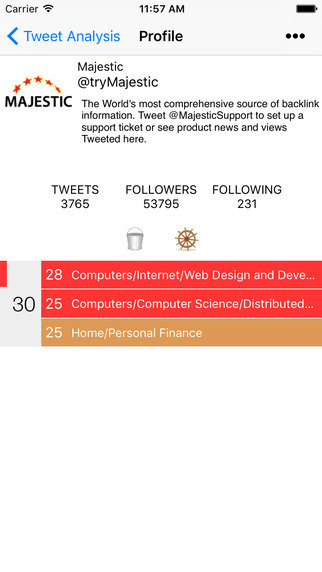 Carrier 11:57 AM
Tweet Analysis Profile •••
Majestic
@tryMajestic
MAJESTIC
The World's most comprehensive source of backlink
information. Tweet @MajesticSupport to set up a
support ticket or see product news and views
Tweeted here.
TWEETS FOLLOWERS FOLLOWING
3765 53795 231
28 Computers/Internet/Web Design and Deve...
30 25 Computers/Computer Science/Distributed...
25 Home/Personal Finance